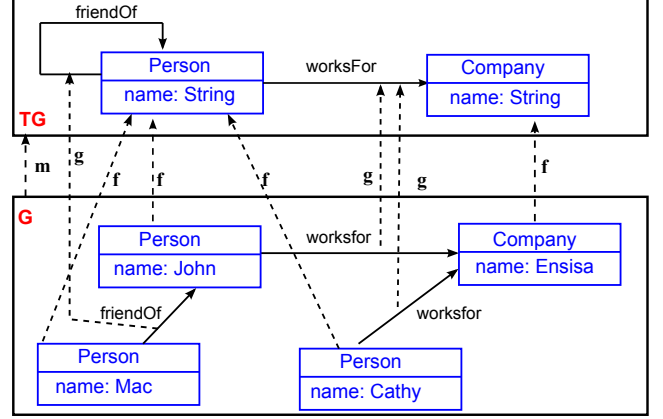 friendOf
Person
name: String
worksFor
Company
name: String
TG
m
g
f
f
f
g
g
f
G
Person
name: John
worksfor
Company
name: Ensisa
friendOf
worksfor
Person
name: Mac
Person
name: Cathy